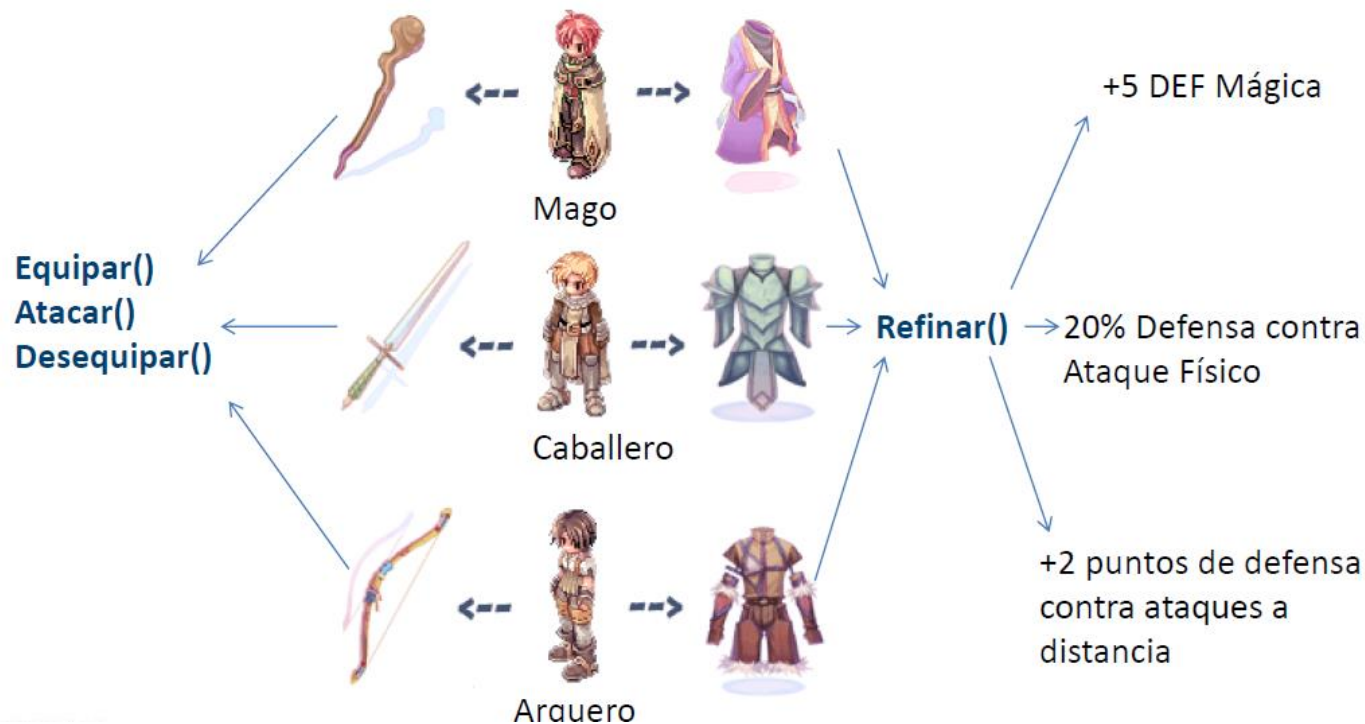 +5 DEF Mágica
Mago
Equipar()
Atacar()
Desequipar()
Refinar()
20% Defensa contra
Ataque Físico
Caballero
+2 puntos de defensa
contra ataques a
distancia
Arquero